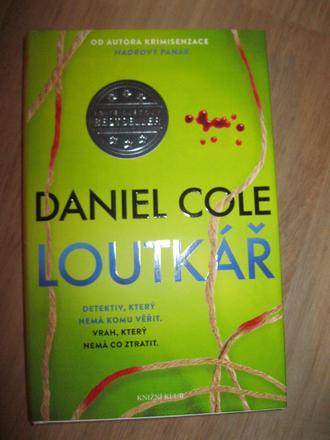 OD AUTORA KRIMISENZACE
HADROVÝ PANÁK
BESTSELLER
DANIEL COLE
LOUTKÁŘ
DETEKTIV, KTERÝ
NEMÁ KOMU VĚŘIT.
VRAH, KTERÝ
NEMÁ CO ZTRATIT.
KNIŽNÍ KLUB